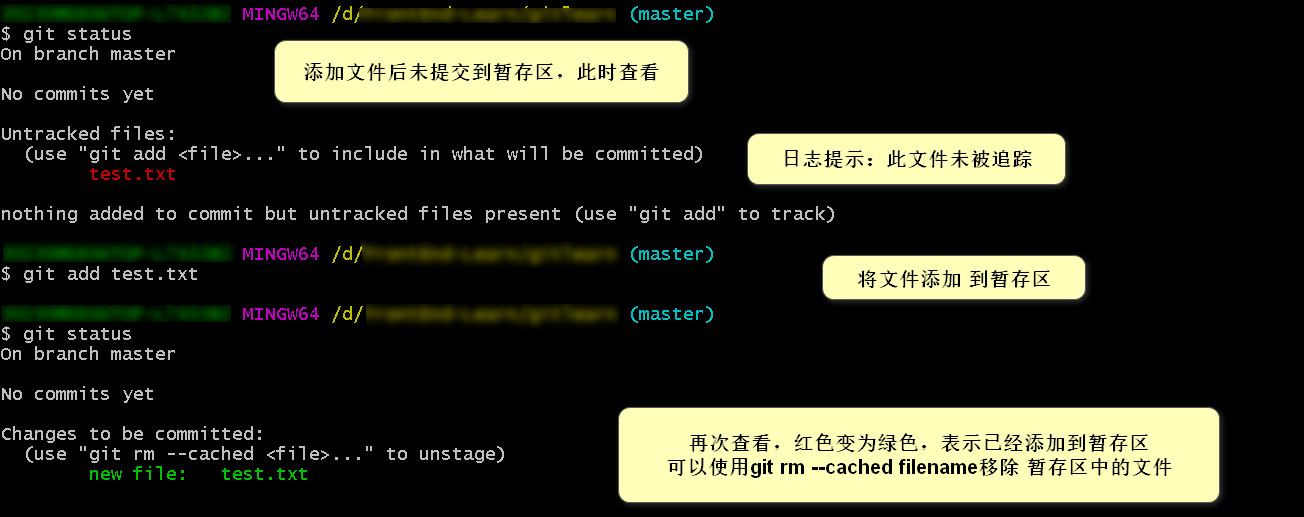 MINGW64 /d/ (master)
$ git status
On branch master
添加文件后未提交到暂存区，此时查看
No commits yet
Untracked files:
(use "git add <file>..." to include in what will be committed)
日志提示：此文件未被追踪
test.txt
nothing added to commit but untracked files present (use "git add" to track)
MINGW64 /d/ (master)
$ git add test.txt
将文件添加 到暂存区
MINGW64 /d/ (master)
$ git status
On branch master
No commits yet
Changes to be committed:
(use "git rm --cached <file>..." to unstage)
new file: test.txt
再次查看，红色变为绿色，表示已经添加到暂存区
可以使用git rm --cached filename移除 暂存区中的文件